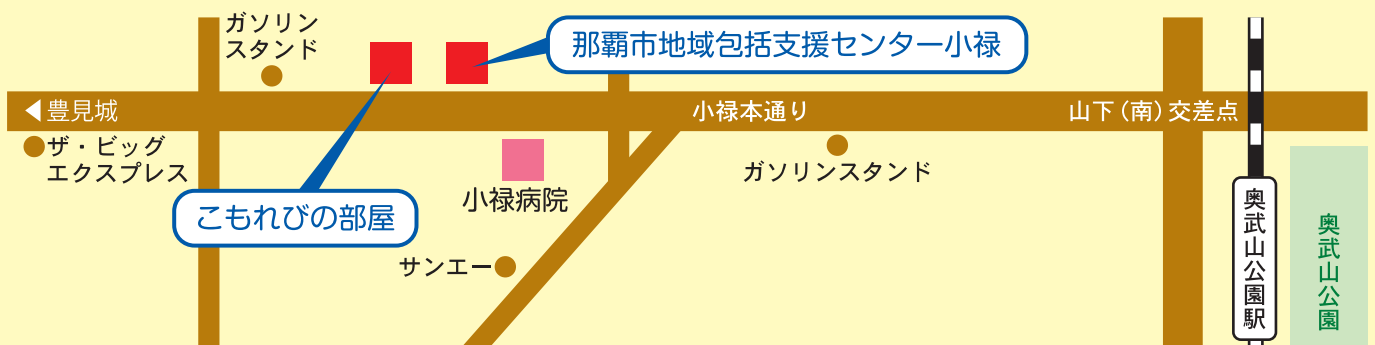 ガソリン
スタンド
那覇市地域包括支援センター小禄
豊見城
小禄本通り
山下（南）交差点
ザ・ビッグ
エクスプレス
ガソリンスタンド
小禄病院
こもれびの部屋
サンエー
奥武山公園駅
奥武山公園